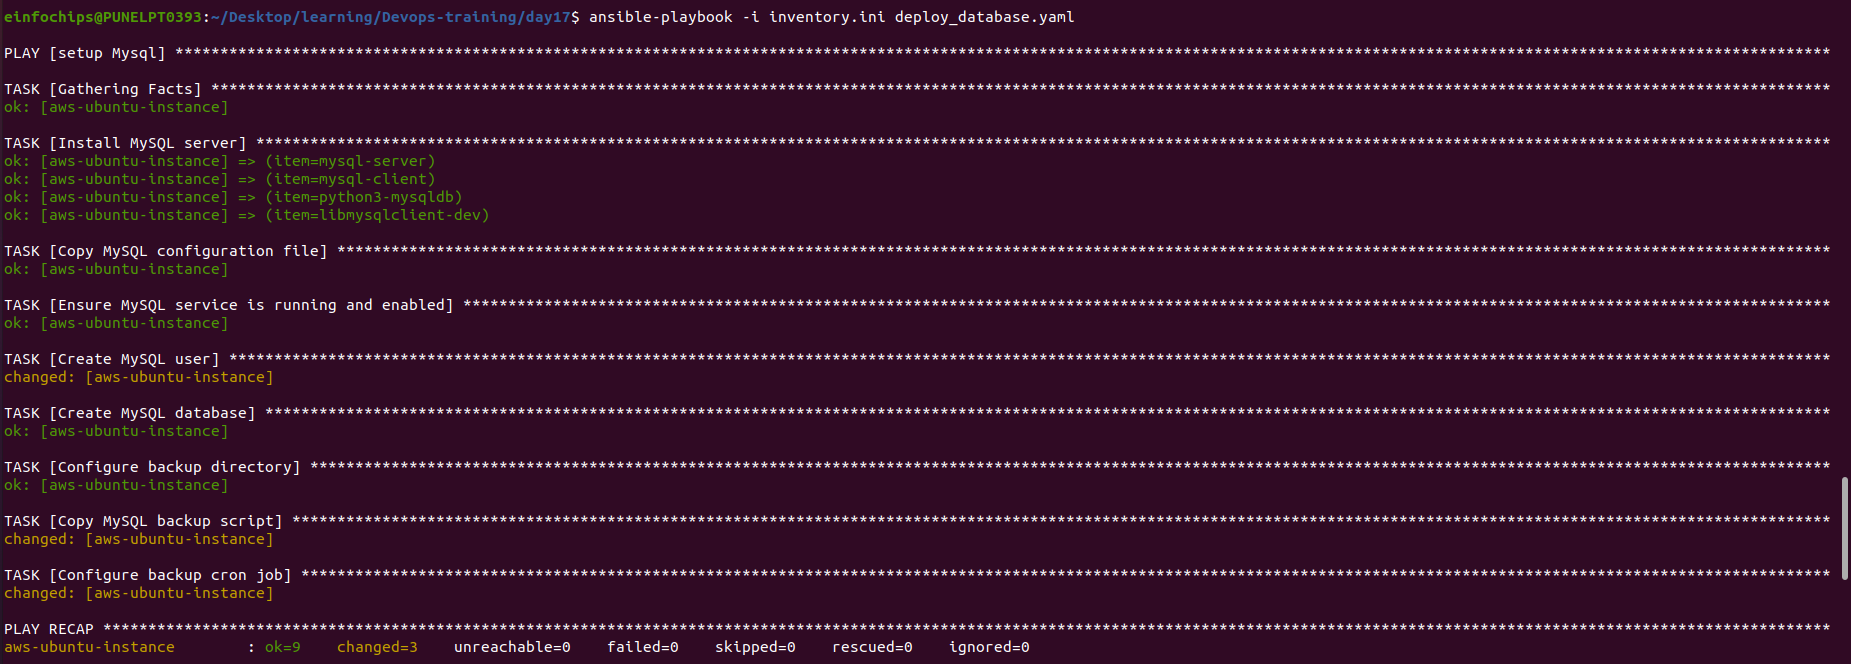 einfochips@PUNELPT0393:~/Desktop/learning/Devops-training/day17$ ansible-playbook -i inventory.ini deploy_database.yaml
PLAY [setup Mysql] ****************************************************************************************************************************************************************************************
TASK [Gathering Facts] ************************************************************************************************************************************************************************************
ok: [aws-ubuntu-instance]
TASK [Install MySQL server] *******************************************************************************************************************************************************************************
ok: [aws-ubuntu-instance] => (item=mysql-server)
ok: [aws-ubuntu-instance] => (item=mysql-client)
ok: [aws-ubuntu-instance] => (item=python3-mysqldb)
ok: [aws-ubuntu-instance] => (item=libmysqlclient-dev)
TASK [Copy MySQL configuration file] **********************************************************************************************************************************************************************
ok: [aws-ubuntu-instance]
TASK [Ensure MySQL service is running and enabled] ********************************************************************************************************************************************************
ok: [aws-ubuntu-instance]
TASK [Create MySQL user] **********************************************************************************************************************************************************************************
changed: [aws-ubuntu-instance]
TASK [Create MySQL database] ******************************************************************************************************************************************************************************
ok: [aws-ubuntu-instance]
TASK [Configure backup directory] *************************************************************************************************************************************************************************
ok: [aws-ubuntu-instance]
TASK [Copy MySQL backup script] ***************************************************************************************************************************************************************************
changed: [aws-ubuntu-instance]
TASK [Configure backup cron job] **************************************************************************************************************************************************************************
changed: [aws-ubuntu-instance]
PLAY RECAP ************************************************************************************************************************************************************************************************
aws-ubuntu-instance        : ok=9    changed=3    unreachable=0    failed=0    skipped=0    rescued=0    ignored=0